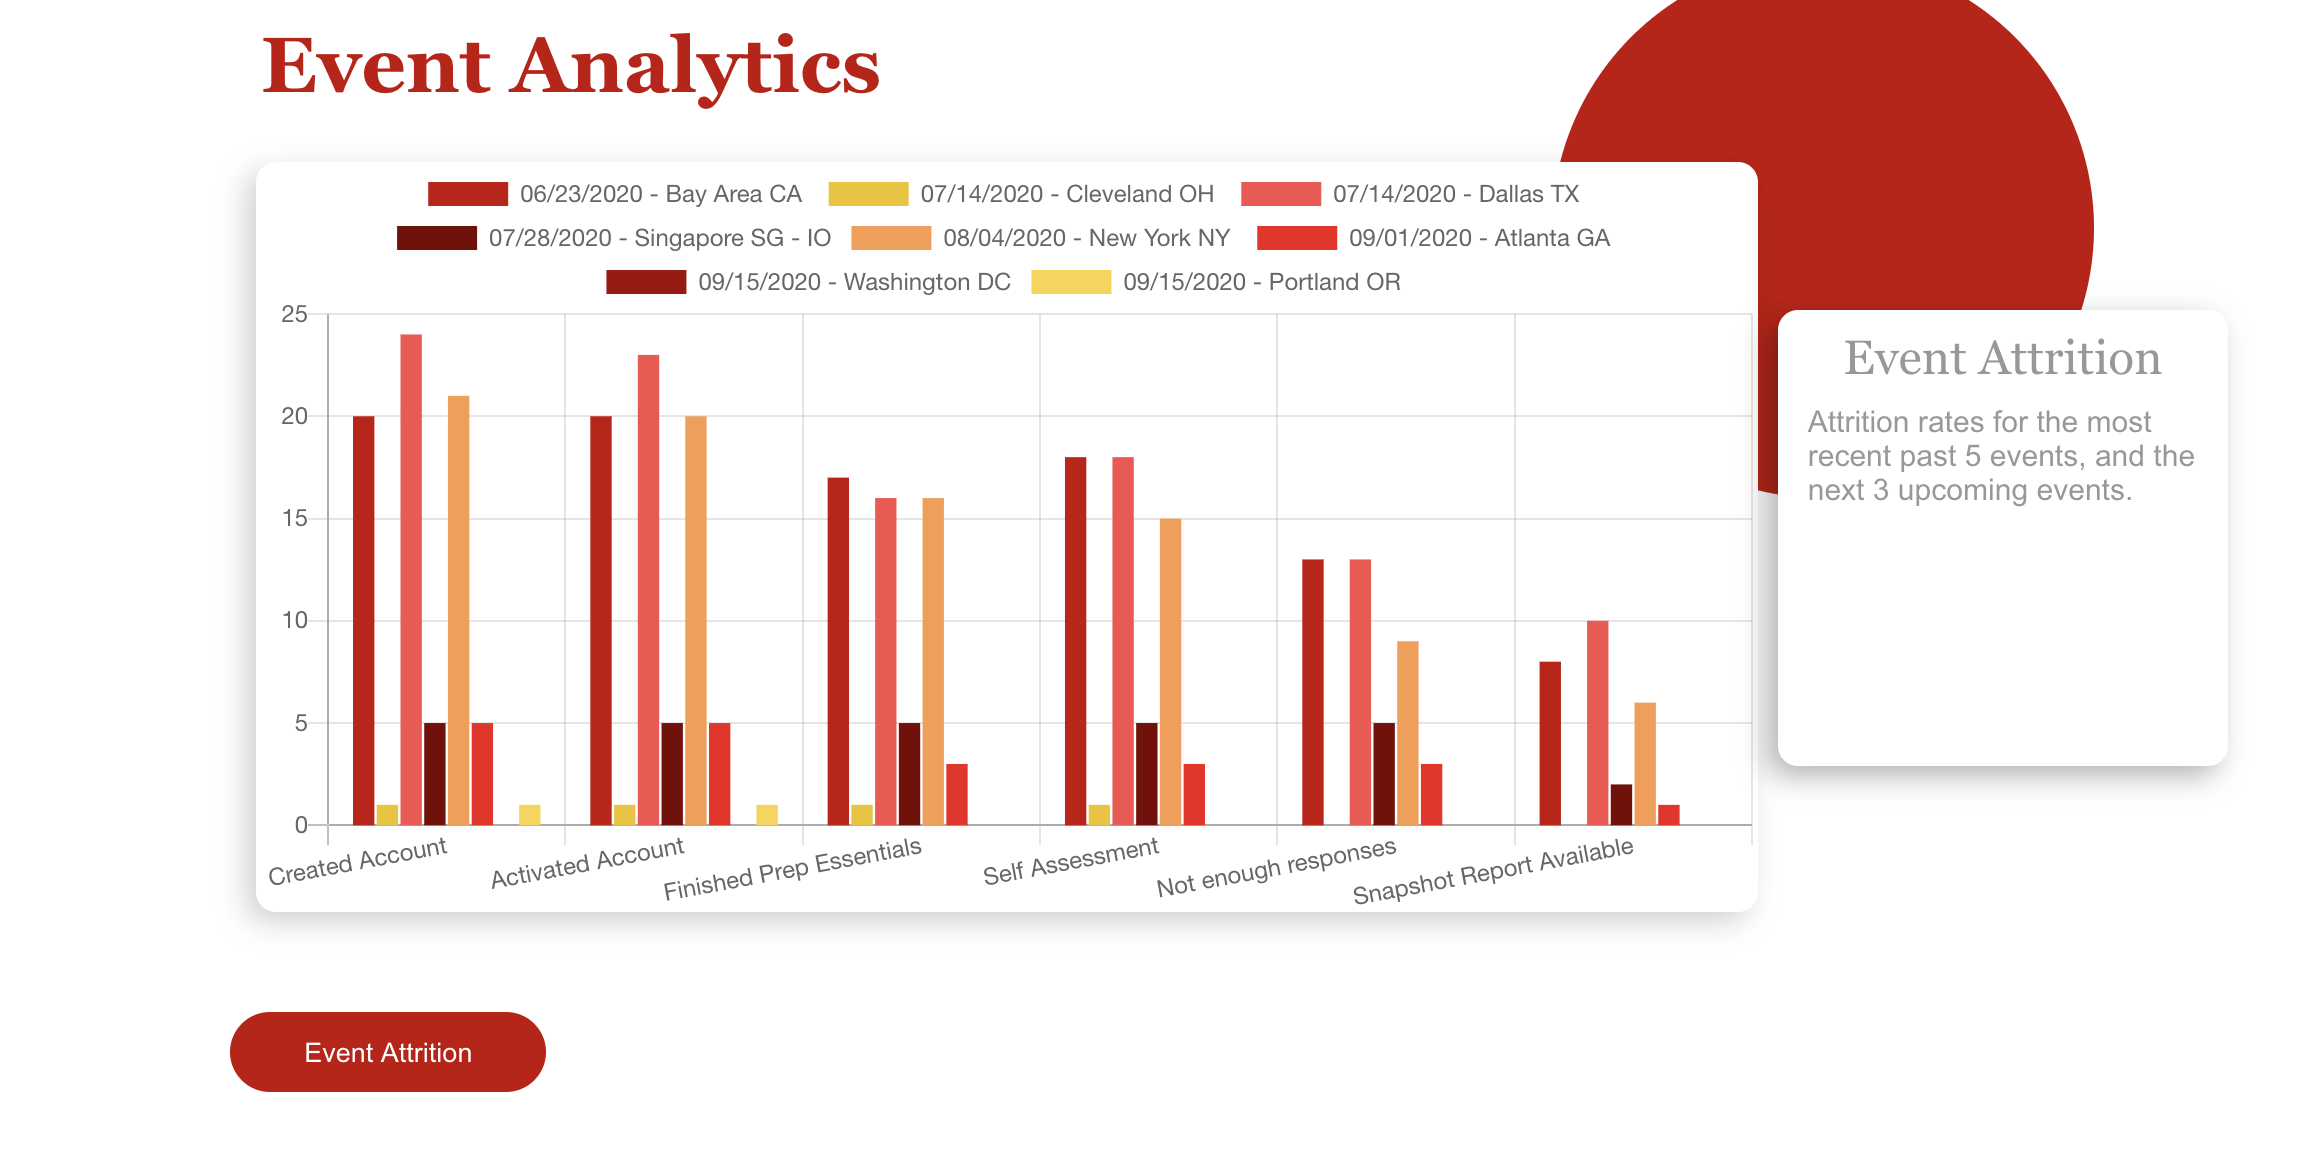 Event Analytics
06/23/2020 - Bay Area CA 07/14/2020 - Cleveland OH 07/14/2020 - Dallas TX
07/28/2020 - Singapore SG - IO 08/04/2020 - New York NY 09/01/2020 - Atlanta GA
09/15/2020 - Washington DC 09/15/2020 - Portland OR
25
20
15
10
5
0
Created Account
Activated Account
Finished Prep Essentials
Self Assessment
Not enough responses
Snapshot Report Available
Event Attrition
Attrition rates for the most
recent past 5 events, and the
next 3 upcoming events.
Event Attrition